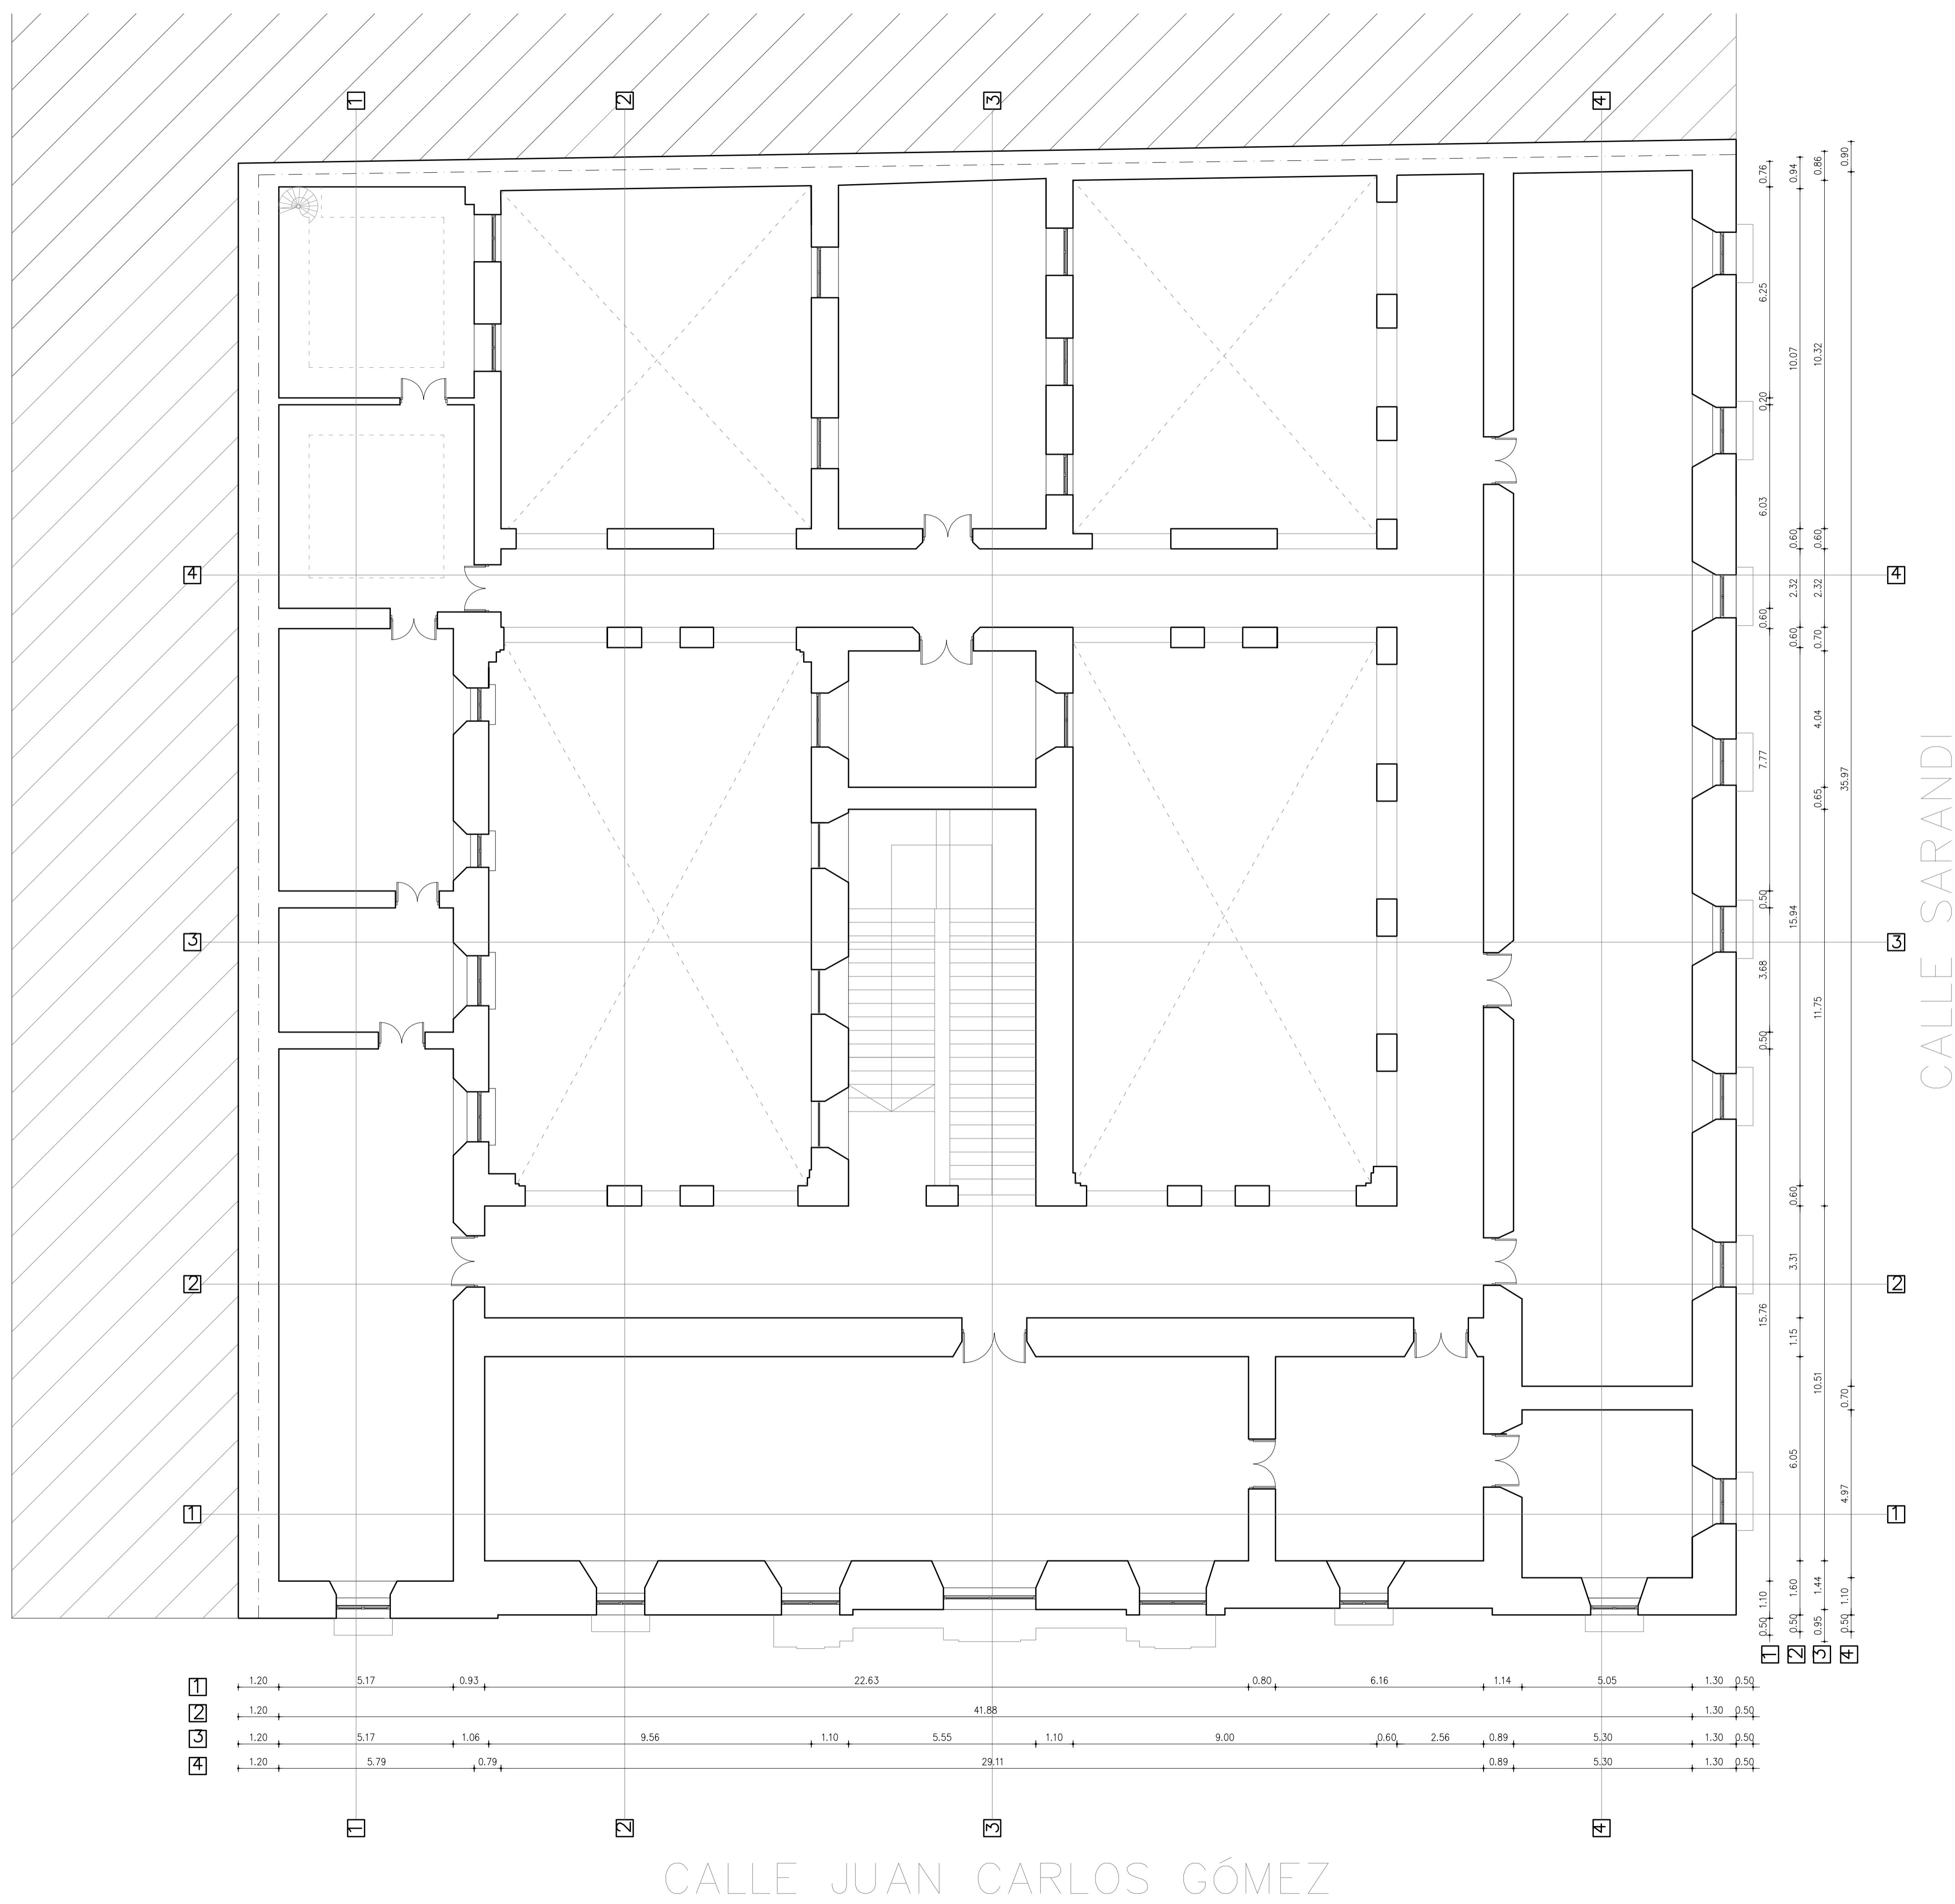 1 2 3 4
4 4
3 3
2 2
1 1
0.76 6.25 0.20 6.03 0.60 7.77 0.50 3.68 0.50 15.76 1.10 0.50
0.94 10.07 0.60 2.32 0.60 15.94 0.60 3.31 1.15 6.05 1.60 0.50
0.86 10.32 0.60 2.32 0.70 4.04 0.65 11.75 10.51 1.44 0.95
0.90 35.97 0.70 4.97 1.10 0.50
CALLE SARANDI
1 2 3 4
1 1.20 5.17 0.93 22.63 0.80 6.16 1.14 5.05 1.30 0.50
2 1.20 41.88 1.30 0.50
3 1.20 5.17 1.06 9.56 1.10 5.55 1.10 9.00 0.60 2.56 0.89 5.30 1.30 0.50
4 1.20 5.79 0.79 29.11 0.89 5.30 1.30 0.50
1 2 3 4
CALLE JUAN CARLOS GÓMEZ